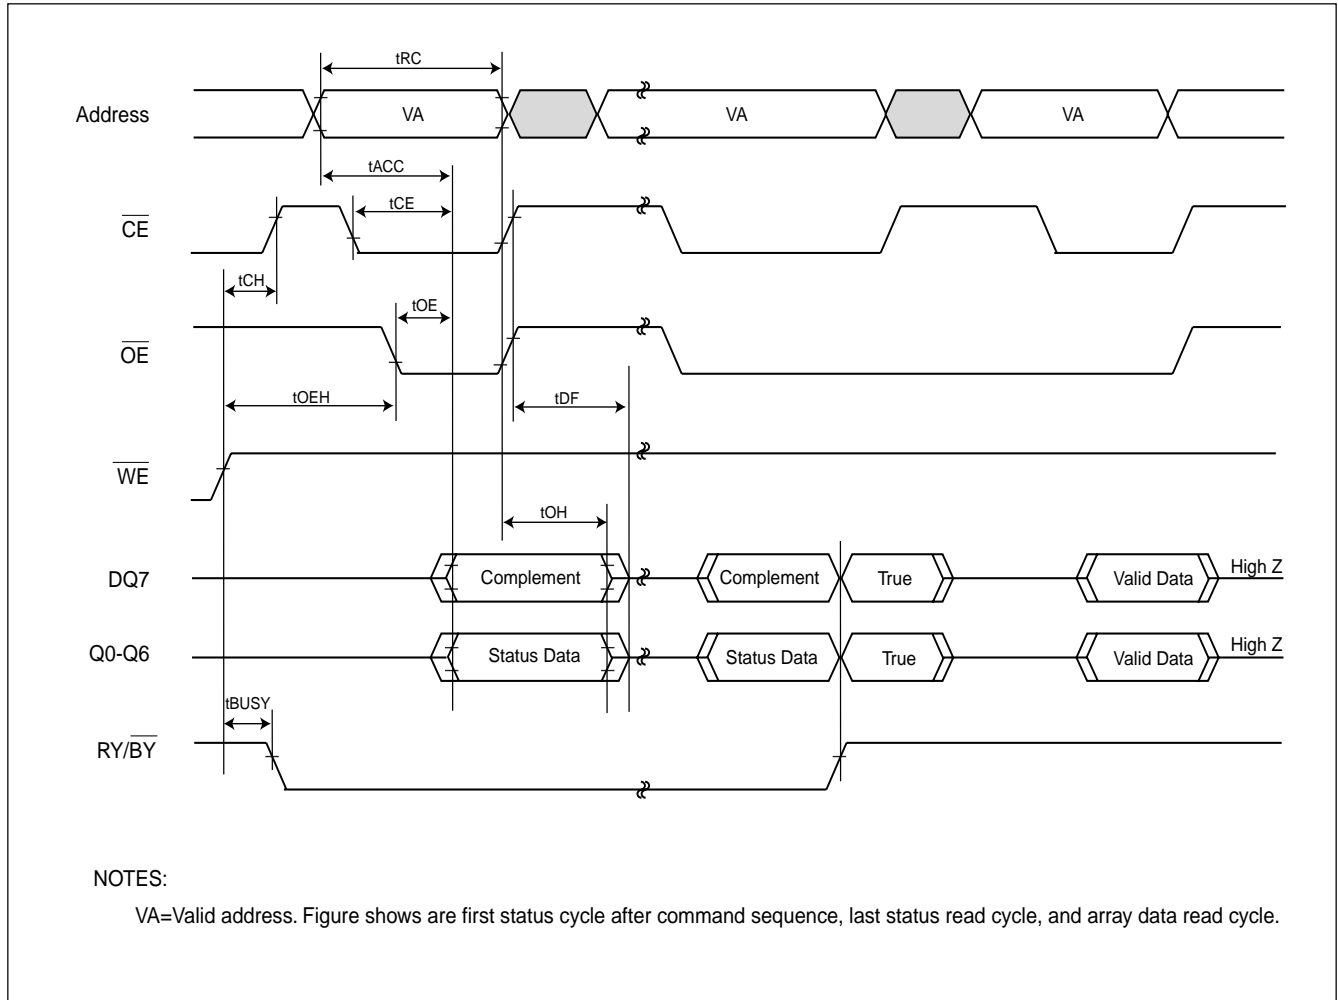 tRC
Address
VA
VA
VA
tACC
tCE
CE
tCH
tOE
OE
tOEH
tDF
WE
tOH
DQ7
Complement
Complement
True
Valid Data
High Z
Q0-Q6
Status Data
Status Data
True
Valid Data
High Z
tBUSY
RY/BY
NOTES:
VA=Valid address. Figure shows are first status cycle after command sequence, last status read cycle, and array data read cycle.